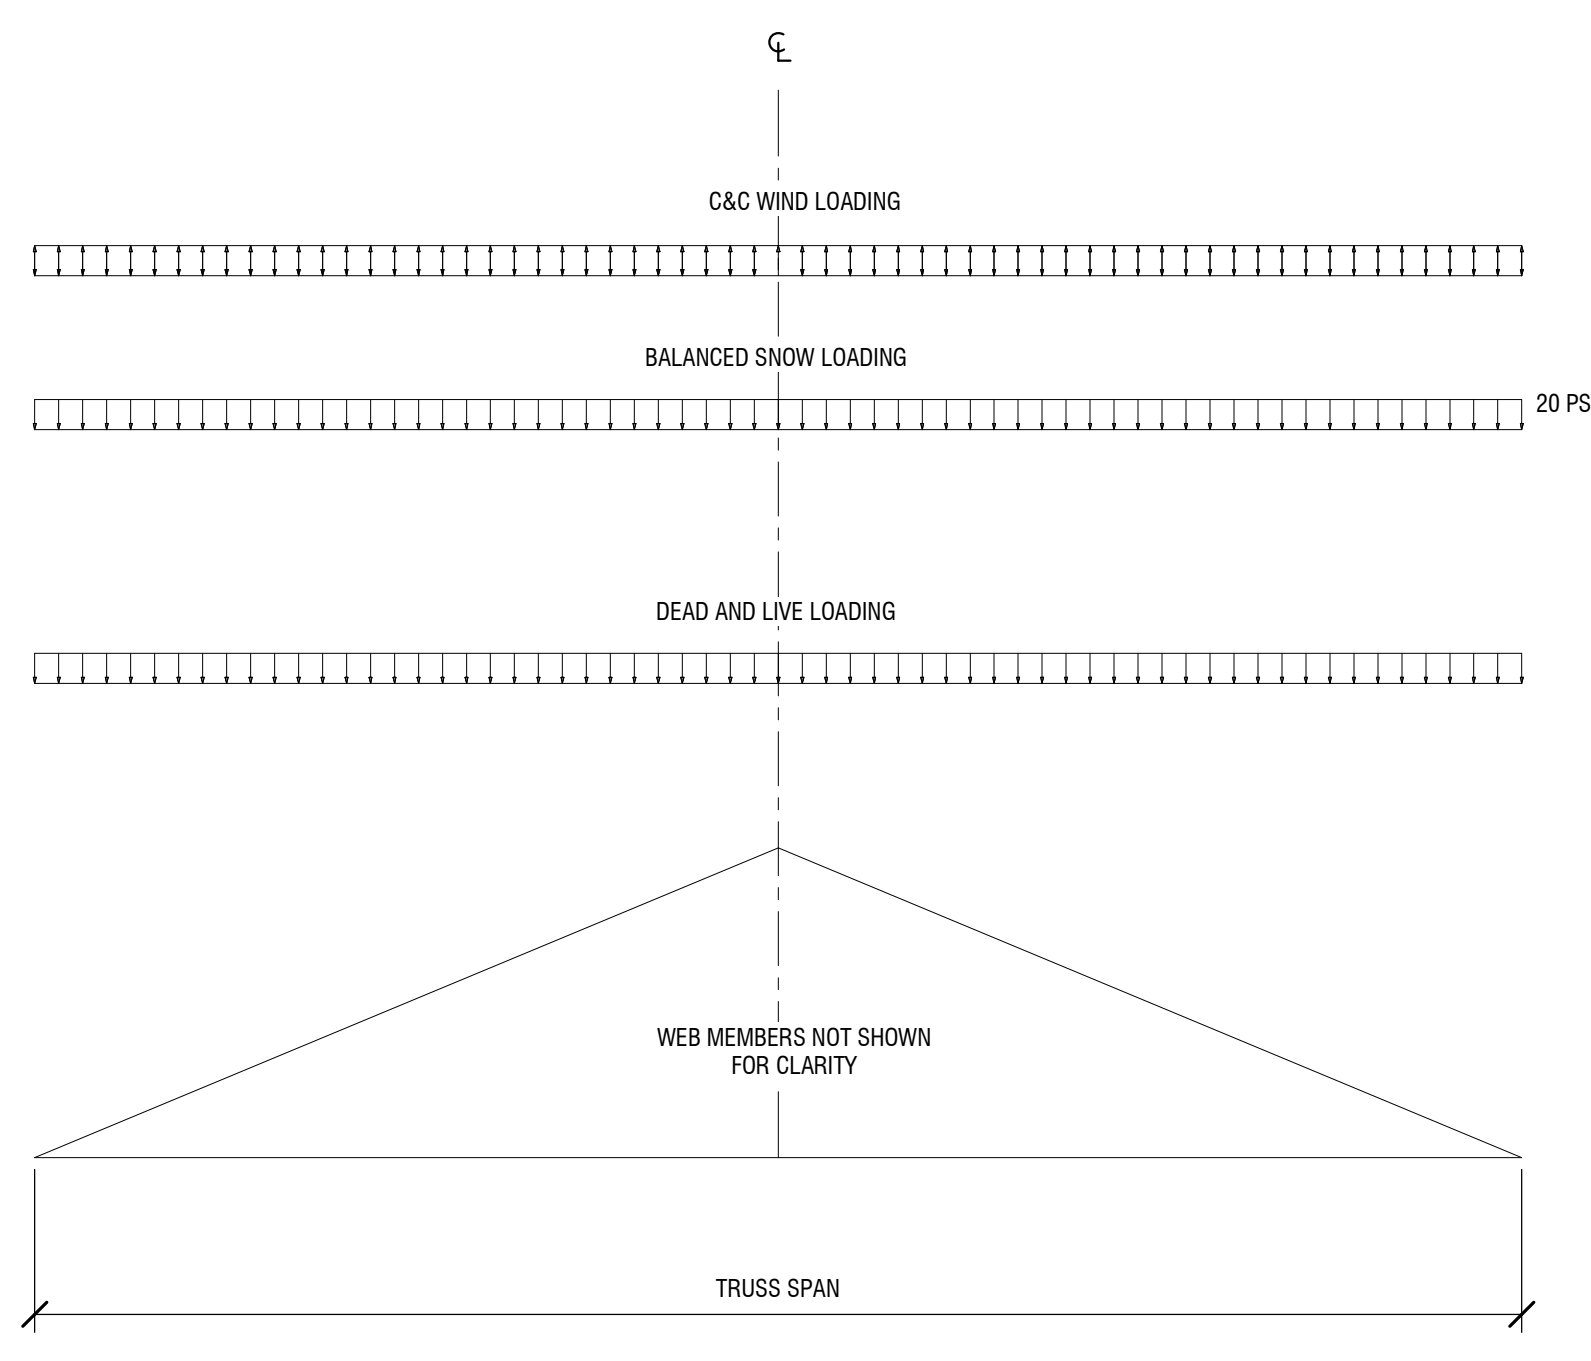 ℄
C&C WIND LOADING
BALANCED SNOW LOADING
20 PS
DEAD AND LIVE LOADING
WEB MEMBERS NOT SHOWN
FOR CLARITY
TRUSS SPAN